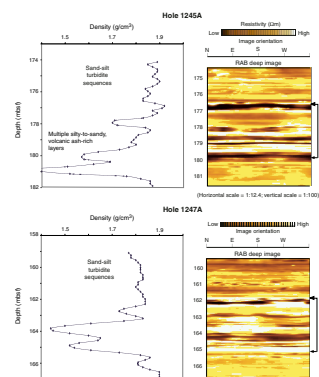 Hole 1245A
Density (g/cm³)
1.5 1.7 1.9
174
176
178
180
182
Depth (mbsf)
Sand-silt
turbidite
sequences
Multiple silty-to-sandy,
volcanic ash-rich
layers
Resistivity (Ωm)
Low High
Image orientation
N E S W
RAB deep image
175
176
177
178
179
180
181
(Horizontal scale = 1:12.4; vertical scale = 1:100)
Hole 1247A
Density (g/cm³)
1.5 1.7 1.9
158
160
162
164
166
Depth (mbsf)
Sand-silt
turbidite
sequences
Low High
Image orientation
N E S W
RAB deep image
160
161
162
163
164
165
166